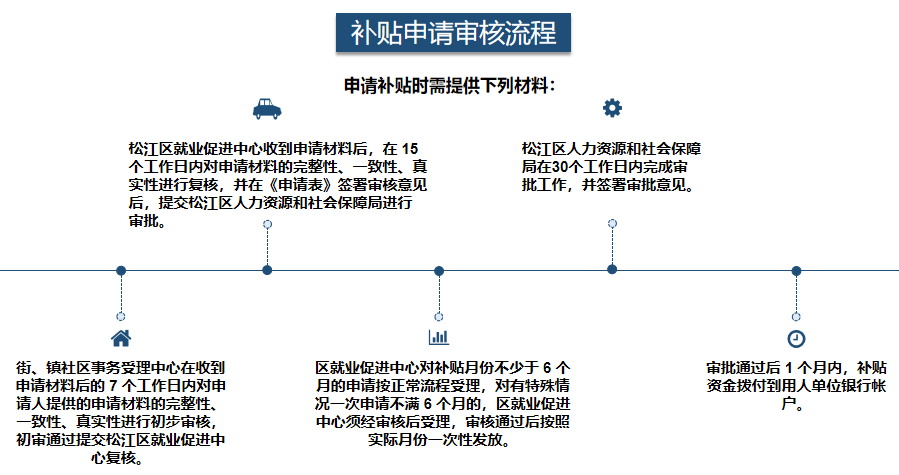 补贴申请审核流程
申请补贴时需提供下列材料：
松江区就业促进中心收到申请材料后，在 15
个工作日内对申请材料的完整性、一致性、真
实性进行复核，并在《申请表》签署审核意见
后，提交松江区人力资源和社会保障局进行
审批。
松江区人力资源和社会保障
局在30个工作日内完成审
批工作，并签署审批意见。
街、镇社区事务受理中心在收到
申请材料后的 7 个工作日内对申
请人提供的申请材料的完整性、
一致性、真实性进行初步审核，
初审通过提交松江区就业促进中
心复核。
区就业促进中心对补贴月份不少于 6 个
月的申请按正常流程受理，对有特殊情
况一次申请不满 6 个月的，区就业促进
中心须经审核后受理，审核通过后按照
实际月份一次性发放。
审批通过后 1 个月内，补贴
资金拨付到用人单位银行帐
户。